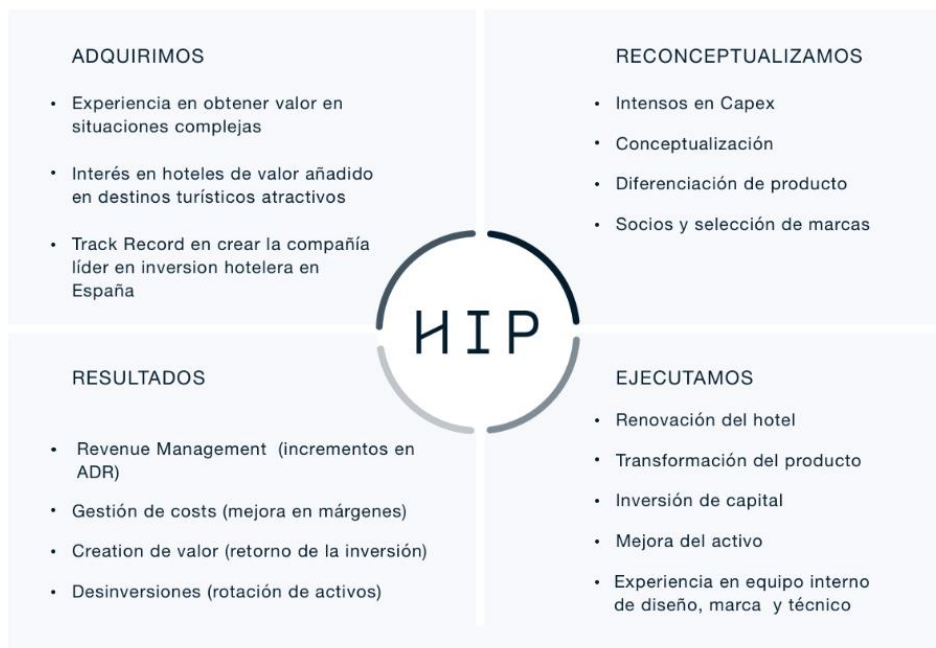 ADQUIRIMOS
• Experiencia en obtener valor en
situaciones complejas
• Interés en hoteles de valor añadido
en destinos turísticos atractivos
• Track Record en crear la compañía
líder en inversion hotelera en
España
RECONCEPTUALIZAMOS
• Intensos en Capex
• Conceptualización
• Diferenciación de producto
• Socios y selección de marcas
HIP
RESULTADOS
• Revenue Management (incrementos en
ADR)
• Gestión de costs (mejora en márgenes)
• Creation de valor (retorno de la inversión)
• Desinversiones (rotación de activos)
EJECUTAMOS
• Renovación del hotel
• Transformación del producto
• Inversión de capital
• Mejora del activo
• Experiencia en equipo interno
de diseño, marca y técnico